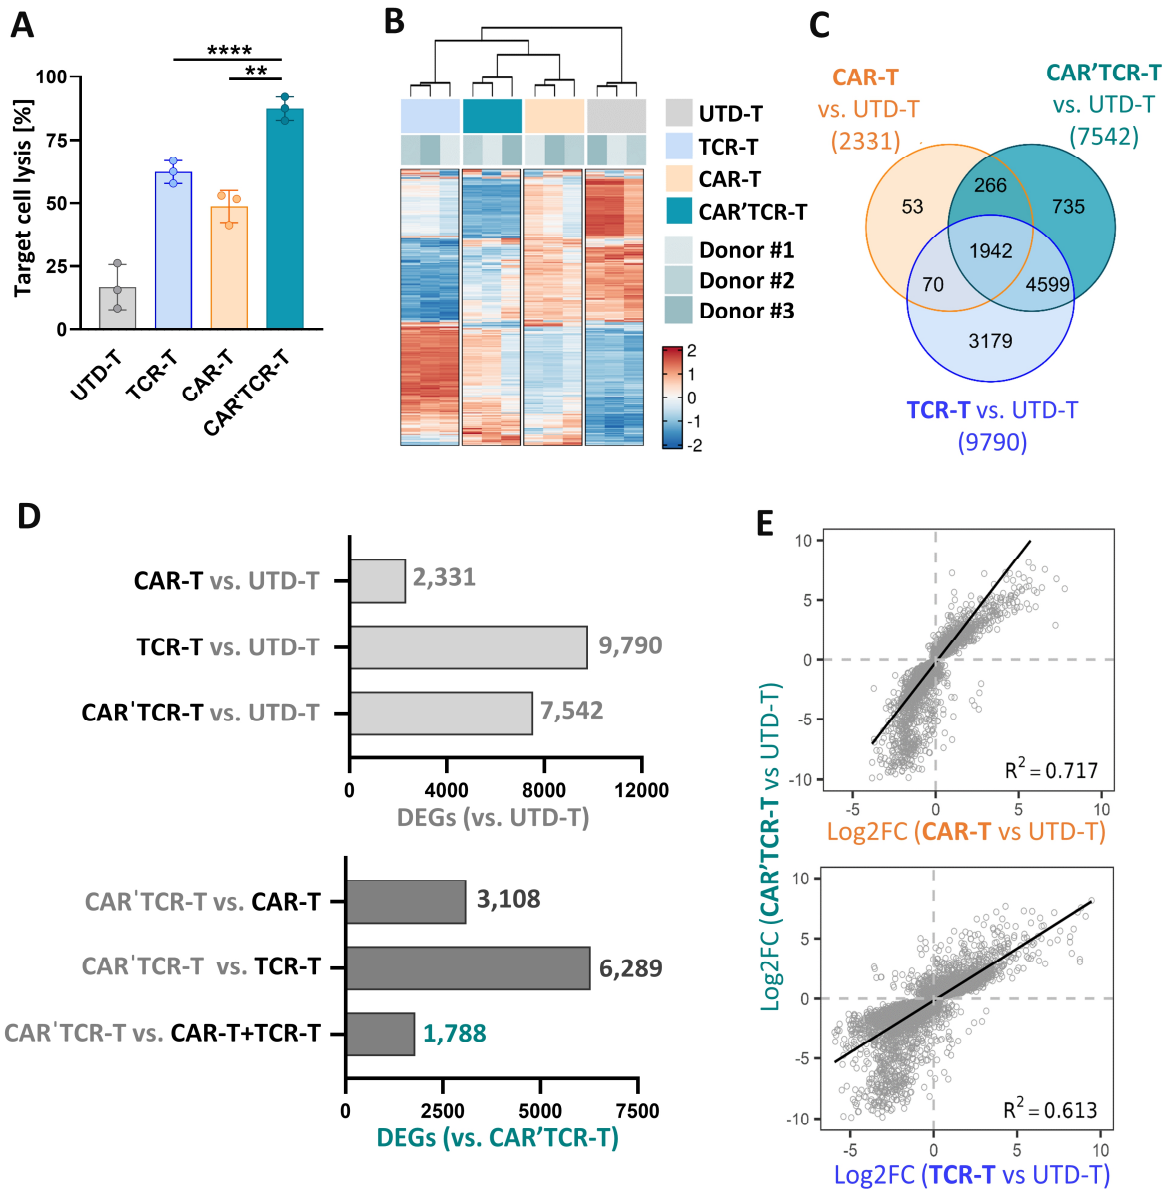 A
Target cell lysis [%]
100
75
50
25
0
****
**
UTD-T
TCR-T
CAR-T
CAR'TCR-T
B
UTD-T
TCR-T
CAR-T
CAR'TCR-T
Donor #1
Donor #2
Donor #3
2
1
0
-1
-2
C
CAR-T
vs. UTD-T
(2331)
CAR'TCR-T
vs. UTD-T
(7542)
266
53
735
1942
70
4599
3179
TCR-T vs. UTD-T
(9790)
D
CAR-T vs. UTD-T
2,331
TCR-T vs. UTD-T
9,790
CAR'TCR-T vs. UTD-T
7,542
0
4000
8000
12000
DEGs (vs. UTD-T)
CAR'TCR-T vs. CAR-T
3,108
CAR'TCR-T vs. TCR-T
6,289
CAR'TCR-T vs. CAR-T+TCR-T
1,788
0
2500
5000
7500
DEGs (vs. CAR'TCR-T)
E
Log2FC (CAR'TCR-T vs UTD-T)
10
5
0
-5
-10
R² = 0.717
-5
0
5
10
Log2FC (CAR-T vs UTD-T)
10
5
0
-5
-10
R² = 0.613
-5
0
5
10
Log2FC (TCR-T vs UTD-T)